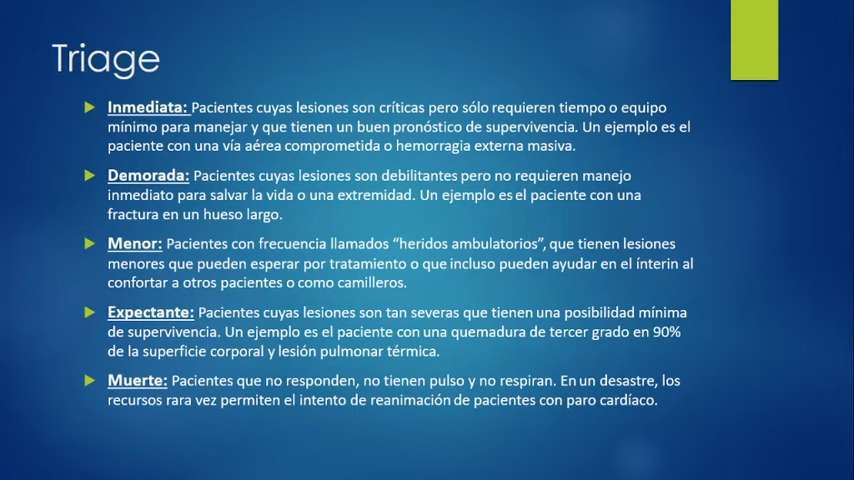 Triage
Inmediata: Pacientes cuyas lesiones son críticas pero sólo requieren tiempo o equipo
mínimo para manejar y que tienen un buen pronóstico de supervivencia. Un ejemplo es el
paciente con una vía aérea comprometida o hemorragia externa masiva.
Demorada: Pacientes cuyas lesiones son debilitantes pero no requieren manejo
inmediato para salvar la vida o una extremidad. Un ejemplo es el paciente con una
fractura en un hueso largo.
Menor: Pacientes con frecuencia llamados “heridos ambulatorios”, que tienen lesiones
menores que pueden esperar por tratamiento o que incluso pueden ayudar en el ínterin al
confortar a otros pacientes o como camilleros.
Expectante: Pacientes cuyas lesiones son tan severas que tienen una posibilidad mínima
de supervivencia. Un ejemplo es el paciente con una quemadura de tercer grado en 90%
de la superficie corporal y lesión pulmonar térmica.
Muerte: Pacientes que no responden, no tienen pulso y no respiran. En un desastre, los
recursos rara vez permiten el intento de reanimación de pacientes con paro cardíaco.